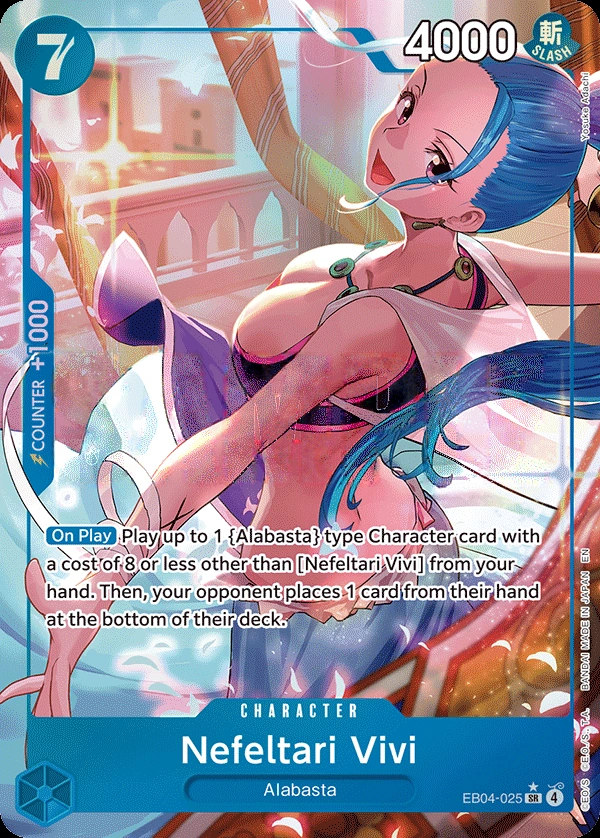 7
4000
斬
SLASH
Yosuke Adachi
COUNTER +1000
On Play Play up to 1 {Alabasta} type Character card with
a cost of 8 or less other than [Nefeltari Vivi] from your
hand. Then, your opponent places 1 card from their hand
at the bottom of their deck.
©ED/S ©E.O./S., T.A. BANDAI MADE IN JAPAN EN
CHARACTER
Nefeltari Vivi
Alabasta
EB04-025 SR 4